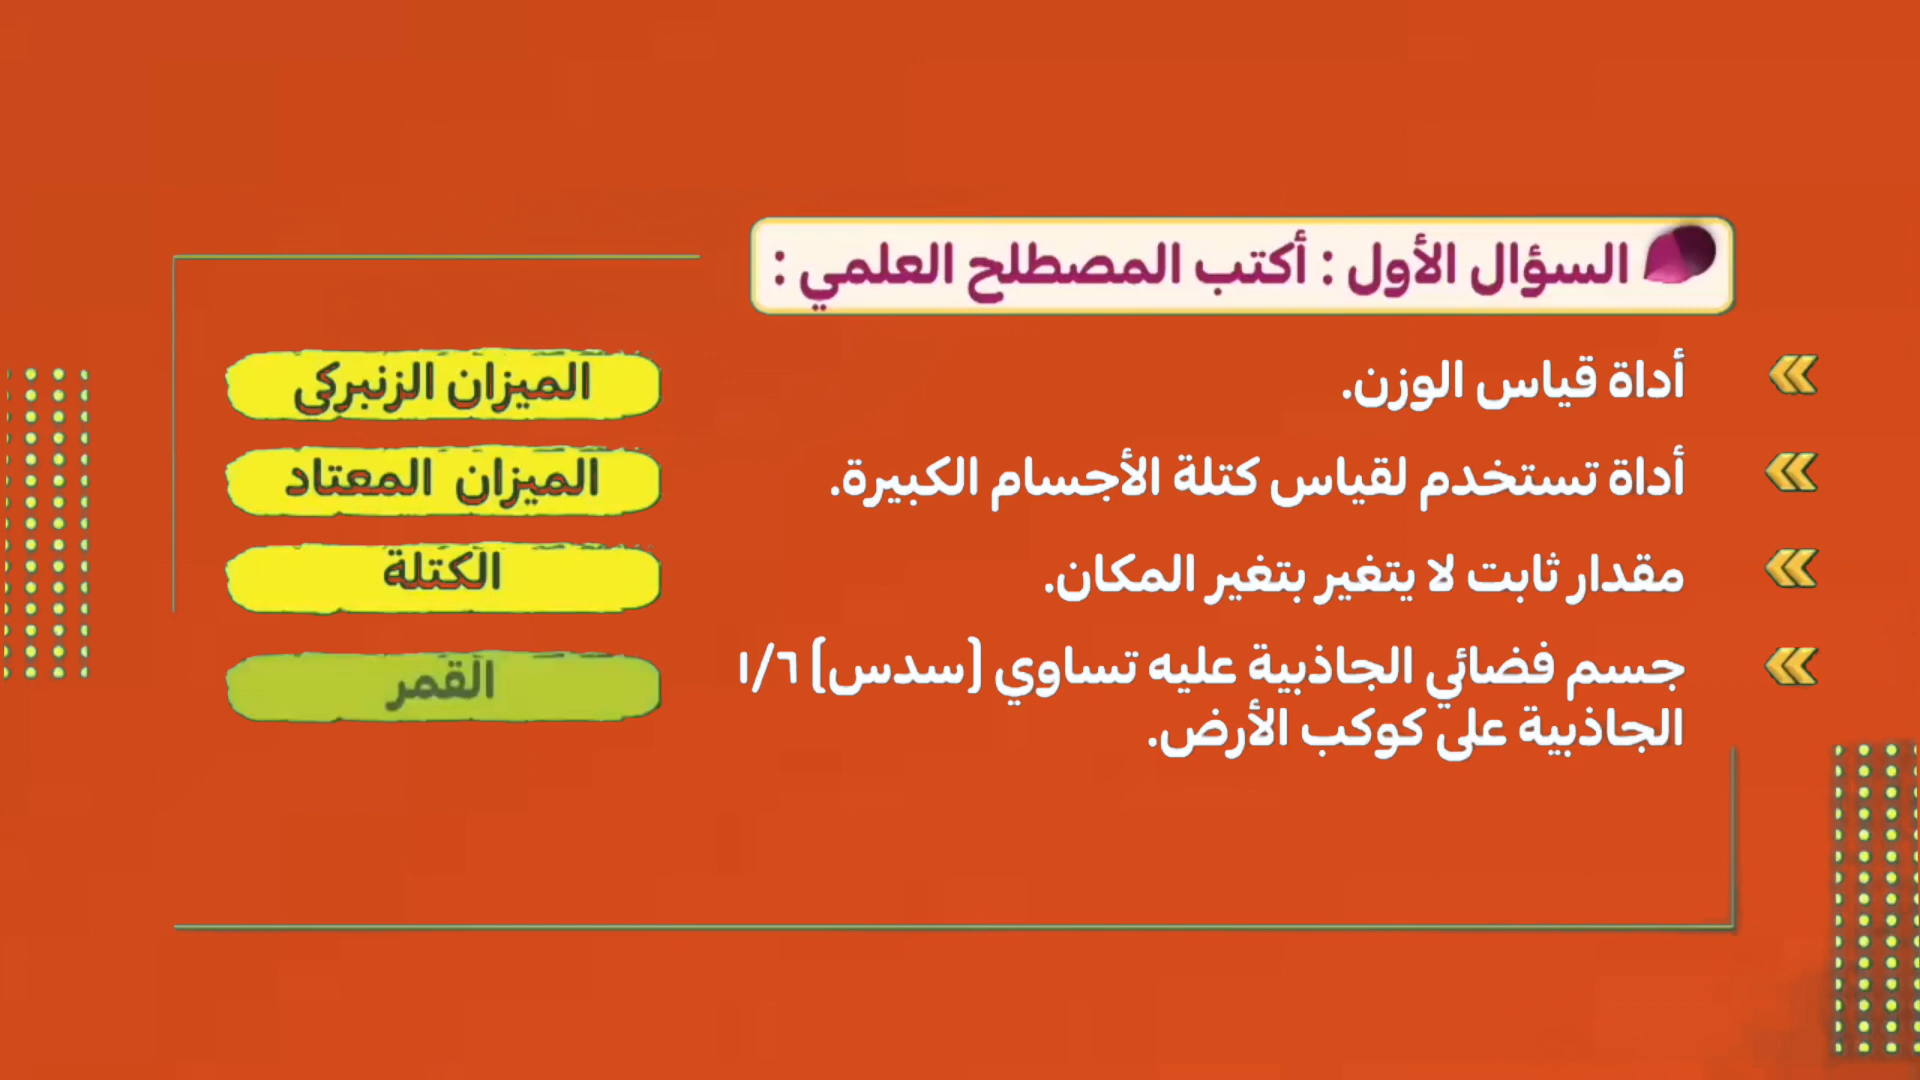 السؤال الأول : أكتب المصطلح العلمي :
أداة قياس الوزن.
الميزان الزنبركى
أداة تستخدم لقياس كتلة الأجسام الكبيرة.
الميزان المعتاد
مقدار ثابت لا يتغير بتغير المكان.
الكتلة
جسم فضائي الجاذبية عليه تساوي (سدس) ١/٦
الجاذبية على كوكب الأرض.
القمر